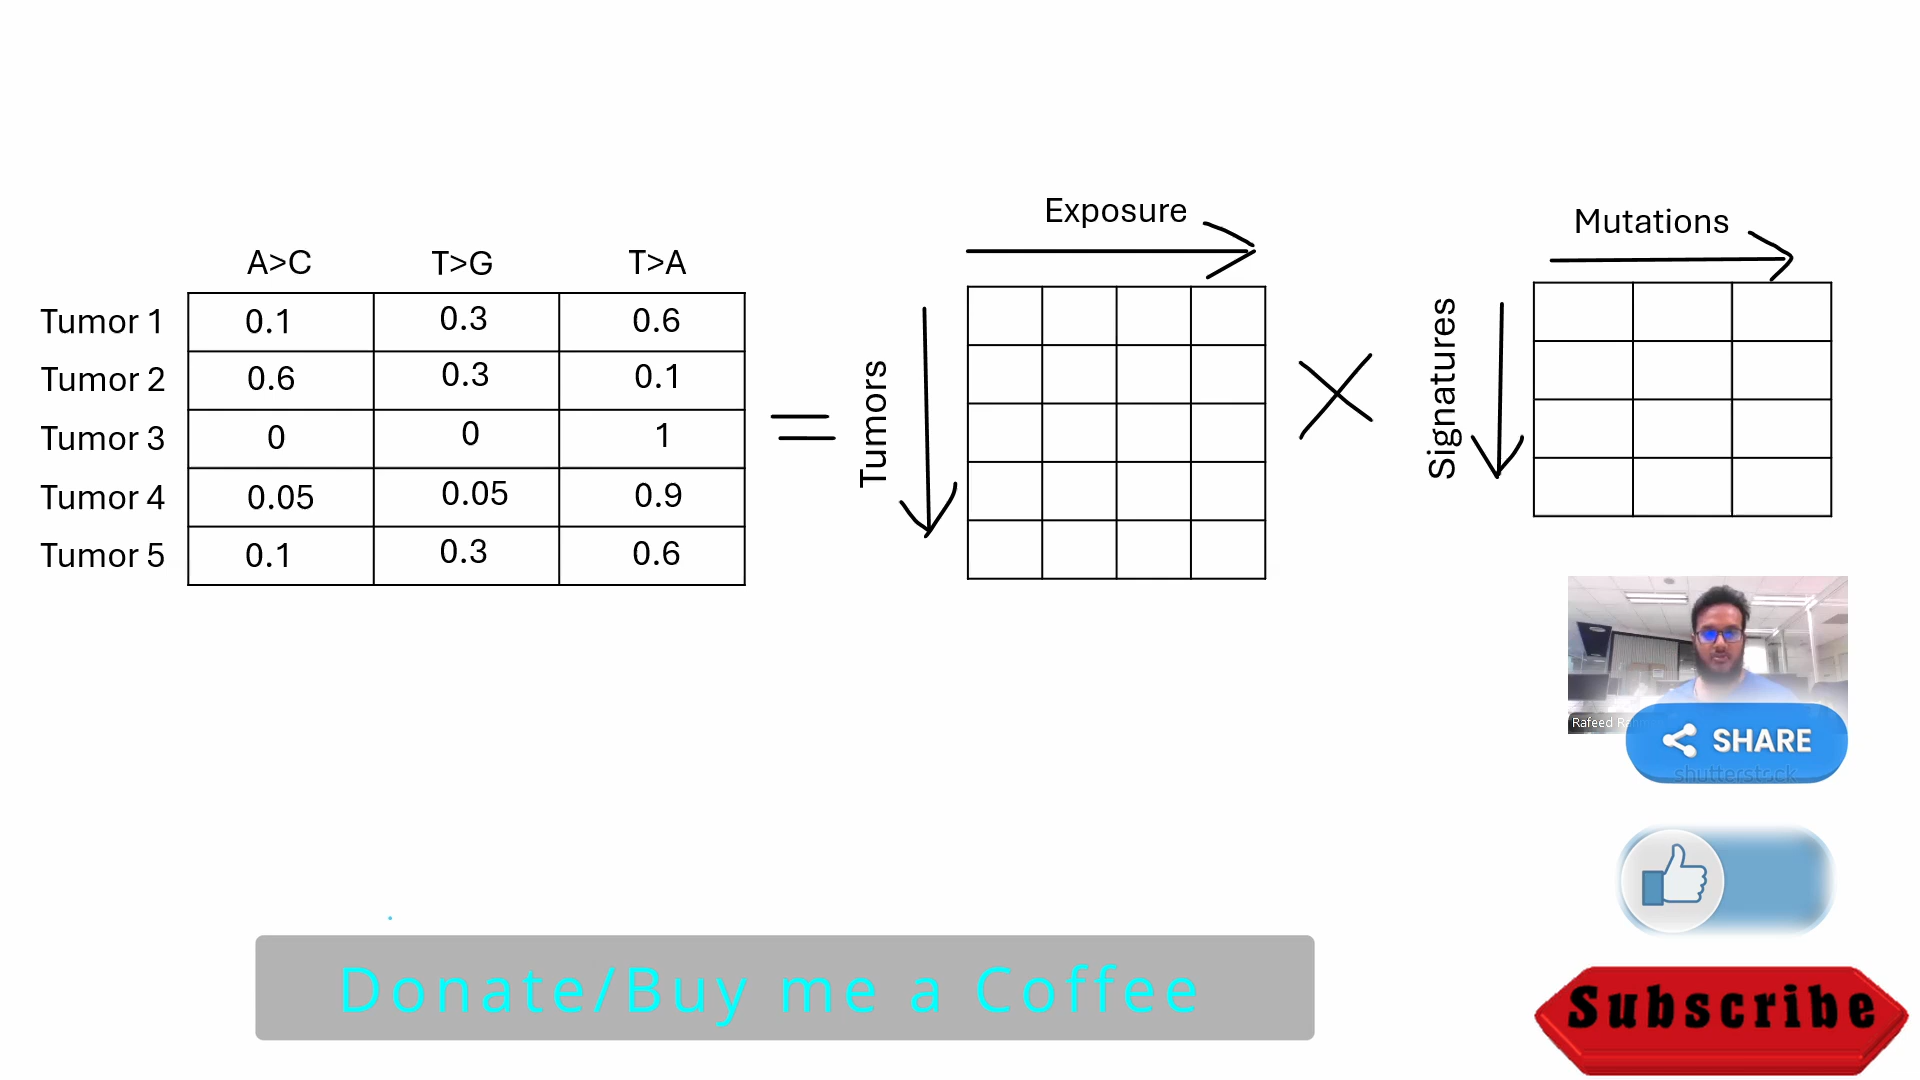 Exposure
Mutations
A>C T>G T>A
Tumor 1 0.1 0.3 0.6
Tumor 2 0.6 0.3 0.1
Tumor 3 0 0 1
Tumor 4 0.05 0.05 0.9
Tumor 5 0.1 0.3 0.6
=
Tumors
×
Signatures
Rafeed
SHARE
shutterstock
Donate/Buy me a Coffee
Subscribe